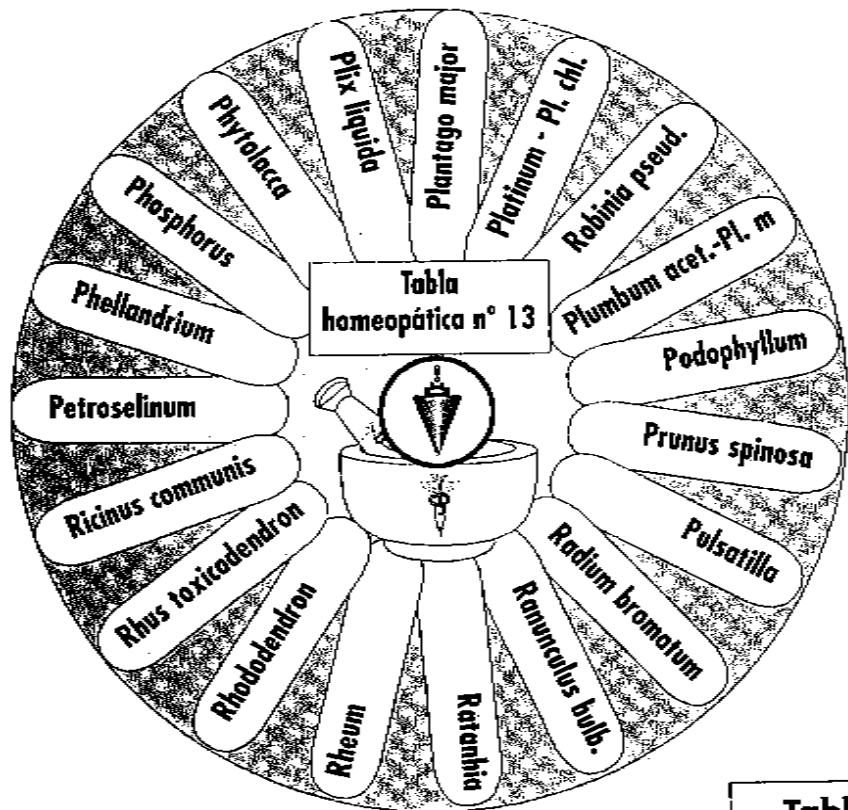 Plix liquida
Plantago major
Platinum - Pl. chl.
Robinia pseud.
Plumbum acet.-Pl. m
Podophyllum
Prunus spinosa
Pulsatilla
Radium bromatum
Ranunculus bulb.
Ratanhia
Rheum
Rhododendron
Rhus toxicodendron
Ricinus communis
Petroselinum
Phellandrium
Phosphorus
Phytolacca
Tabla
homeopática n° 13
Tabl